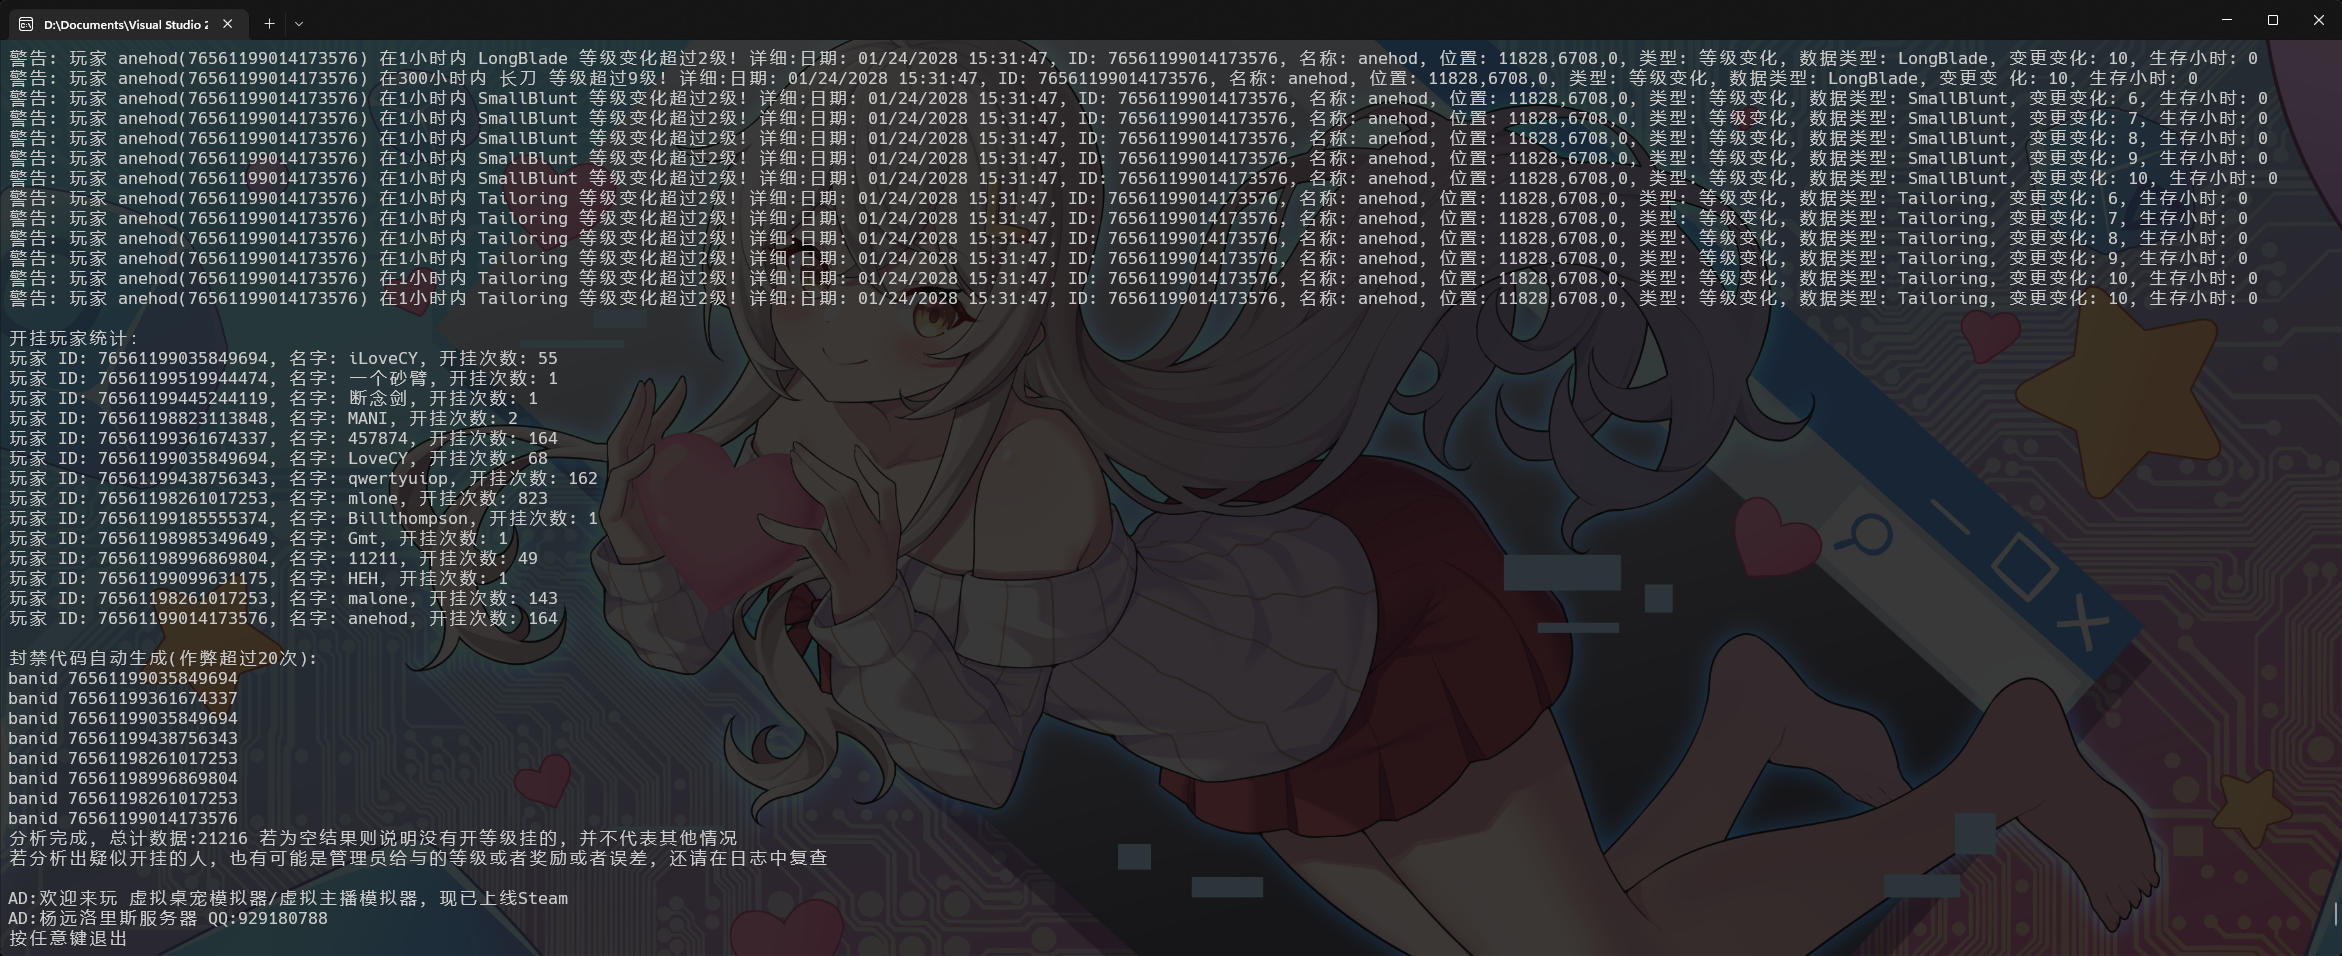 D:\Documents\Visual Studio 2
警告: 玩家 anehod(76561199014173576) 在1小时内 LongBlade 等级变化超过2级! 详细:日期: 01/24/2028 15:31:47, ID: 76561199014173576, 名称: anehod, 位置: 11828,6708,0, 类型: 等级变化, 数据类型: LongBlade, 变更变化: 10, 生存小时: 0
警告: 玩家 anehod(76561199014173576) 在300小时内 长刀 等级超过9级! 详细:日期: 01/24/2028 15:31:47, ID: 76561199014173576, 名称: anehod, 位置: 11828,6708,0, 类型: 等级变化, 数据类型: LongBlade, 变更变 化: 10, 生存小时: 0
警告: 玩家 anehod(76561199014173576) 在1小时内 SmallBlunt 等级变化超过2级! 详细:日期: 01/24/2028 15:31:47, ID: 76561199014173576, 名称: anehod, 位置: 11828,6708,0, 类型: 等级变化, 数据类型: SmallBlunt, 变更变化: 6, 生存小时: 0
警告: 玩家 anehod(76561199014173576) 在1小时内 SmallBlunt 等级变化超过2级! 详细:日期: 01/24/2028 15:31:47, ID: 76561199014173576, 名称: anehod, 位置: 11828,6708,0, 类型: 等级变化, 数据类型: SmallBlunt, 变更变化: 7, 生存小时: 0
警告: 玩家 anehod(76561199014173576) 在1小时内 SmallBlunt 等级变化超过2级! 详细:日期: 01/24/2028 15:31:47, ID: 76561199014173576, 名称: anehod, 位置: 11828,6708,0, 类型: 等级变化, 数据类型: SmallBlunt, 变更变化: 8, 生存小时: 0
警告: 玩家 anehod(76561199014173576) 在1小时内 SmallBlunt 等级变化超过2级! 详细:日期: 01/24/2028 15:31:47, ID: 76561199014173576, 名称: anehod, 位置: 11828,6708,0, 类型: 等级变化, 数据类型: SmallBlunt, 变更变化: 9, 生存小时: 0
警告: 玩家 anehod(76561199014173576) 在1小时内 SmallBlunt 等级变化超过2级! 详细:日期: 01/24/2028 15:31:47, ID: 76561199014173576, 名称: anehod, 位置: 11828,6708,0, 类型: 等级变化, 数据类型: SmallBlunt, 变更变化: 10, 生存小时: 0
警告: 玩家 anehod(76561199014173576) 在1小时内 Tailoring 等级变化超过2级! 详细:日期: 01/24/2028 15:31:47, ID: 76561199014173576, 名称: anehod, 位置: 11828,6708,0, 类型: 等级变化, 数据类型: Tailoring, 变更变化: 6, 生存小时: 0
警告: 玩家 anehod(76561199014173576) 在1小时内 Tailoring 等级变化超过2级! 详细:日期: 01/24/2028 15:31:47, ID: 76561199014173576, 名称: anehod, 位置: 11828,6708,0, 类型: 等级变化, 数据类型: Tailoring, 变更变化: 7, 生存小时: 0
警告: 玩家 anehod(76561199014173576) 在1小时内 Tailoring 等级变化超过2级! 详细:日期: 01/24/2028 15:31:47, ID: 76561199014173576, 名称: anehod, 位置: 11828,6708,0, 类型: 等级变化, 数据类型: Tailoring, 变更变化: 8, 生存小时: 0
警告: 玩家 anehod(76561199014173576) 在1小时内 Tailoring 等级变化超过2级! 详细:日期: 01/24/2028 15:31:47, ID: 76561199014173576, 名称: anehod, 位置: 11828,6708,0, 类型: 等级变化, 数据类型: Tailoring, 变更变化: 9, 生存小时: 0
警告: 玩家 anehod(76561199014173576) 在1小时内 Tailoring 等级变化超过2级! 详细:日期: 01/24/2028 15:31:47, ID: 76561199014173576, 名称: anehod, 位置: 11828,6708,0, 类型: 等级变化, 数据类型: Tailoring, 变更变化: 10, 生存小时: 0
警告: 玩家 anehod(76561199014173576) 在1小时内 Tailoring 等级变化超过2级! 详细:日期: 01/24/2028 15:31:47, ID: 76561199014173576, 名称: anehod, 位置: 11828,6708,0, 类型: 等级变化, 数据类型: Tailoring, 变更变化: 10, 生存小时: 0
开挂玩家统计:
玩家 ID: 76561199035849694, 名字: iLoveCY, 开挂次数: 55
玩家 ID: 76561199519944474, 名字: 一个砂臂, 开挂次数: 1
玩家 ID: 76561199445244119, 名字: 断念剑, 开挂次数: 1
玩家 ID: 76561198823113848, 名字: MANI, 开挂次数: 2
玩家 ID: 76561199361674337, 名字: 457874, 开挂次数: 164
玩家 ID: 76561199035849694, 名字: LoveCY, 开挂次数: 68
玩家 ID: 76561199438756343, 名字: qwertyuiop, 开挂次数: 162
玩家 ID: 76561198261017253, 名字: mlone, 开挂次数: 823
玩家 ID: 76561199185555374, 名字: Billthompson, 开挂次数: 1
玩家 ID: 76561198985349649, 名字: Gmt, 开挂次数: 1
玩家 ID: 76561198996869804, 名字: 11211, 开挂次数: 49
玩家 ID: 76561199099631175, 名字: HEH, 开挂次数: 1
玩家 ID: 76561198261017253, 名字: malone, 开挂次数: 143
玩家 ID: 76561199014173576, 名字: anehod, 开挂次数: 164
封禁代码自动生成(作弊超过20次):
banid 76561199035849694
banid 76561199361674337
banid 76561199035849694
banid 76561199438756343
banid 76561198261017253
banid 76561198996869804
banid 76561198261017253
banid 76561199014173576
分析完成, 总计数据:21216 若为空结果则说明没有开等级挂的, 并不代表其他情况
若分析出疑似开挂的人, 也有可能是管理员给与的等级或者奖励或者误差, 还请在日志中复查
AD:欢迎来玩 虚拟桌宠模拟器/虚拟主播模拟器, 现已上线Steam
AD:杨远洛里斯服务器 QQ:929180788
按任意键退出